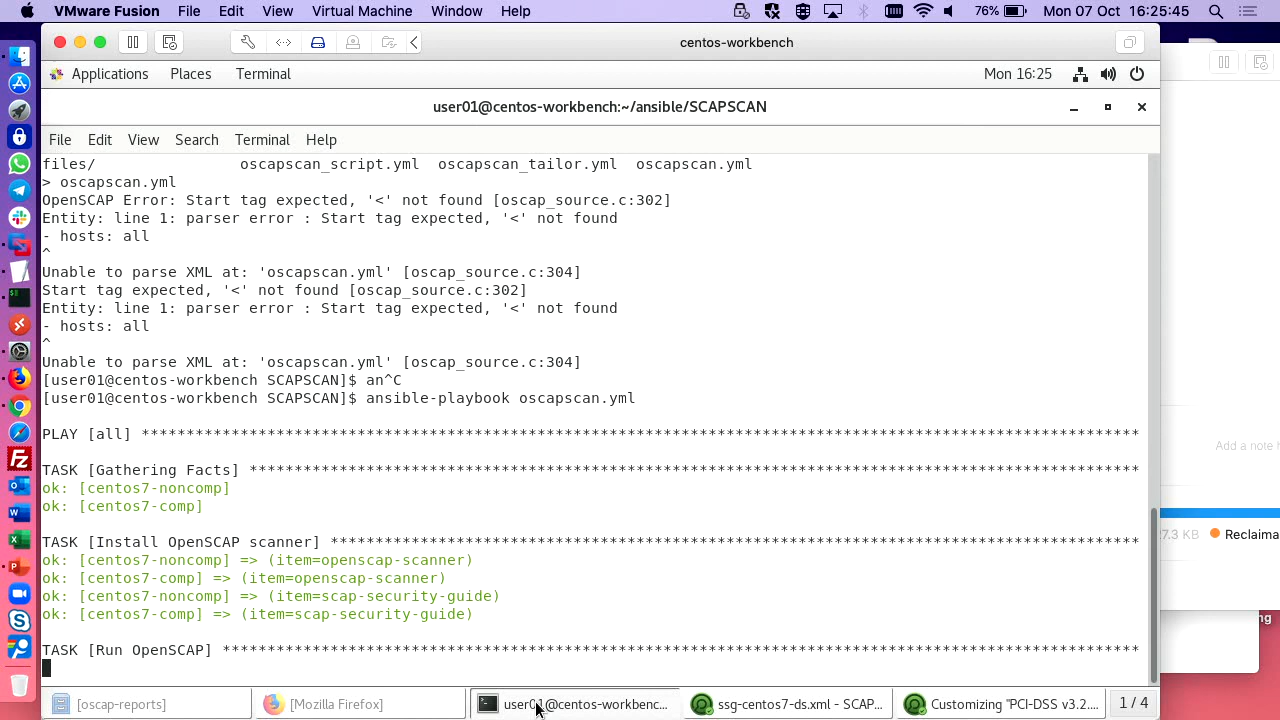 VMware Fusion File Edit View Virtual Machine Window Help 76% Mon 07 Oct 16:25:45
centos-workbench
Applications Places Terminal Mon 16:25
user01@centos-workbench:~/ansible/SCAPSCAN
File Edit View Search Terminal Help
files/ oscapscan_script.yml oscapscan_tailor.yml oscapscan.yml
> oscapscan.yml
OpenSCAP Error: Start tag expected, '<' not found [oscap_source.c:302]
Entity: line 1: parser error : Start tag expected, '<' not found
- hosts: all
^
Unable to parse XML at: 'oscapscan.yml' [oscap_source.c:304]
Start tag expected, '<' not found [oscap_source.c:302]
Entity: line 1: parser error : Start tag expected, '<' not found
- hosts: all
^
Unable to parse XML at: 'oscapscan.yml' [oscap_source.c:304]
[user01@centos-workbench SCAPSCAN]$ an^C
[user01@centos-workbench SCAPSCAN]$ ansible-playbook oscapscan.yml
PLAY [all] ***************************************************************************************************************
TASK [Gathering Facts] ***************************************************************************************************
ok: [centos7-noncomp]
ok: [centos7-comp]
TASK [Install OpenSCAP scanner] ******************************************************************************************
ok: [centos7-noncomp] => (item=openscap-scanner)
ok: [centos7-comp] => (item=openscap-scanner)
ok: [centos7-noncomp] => (item=scap-security-guide)
ok: [centos7-comp] => (item=scap-security-guide)
TASK [Run OpenSCAP] ******************************************************************************************************
Add a note h
7.3 KB Reclaima
ng
[oscap-reports] [Mozilla Firefox] user01@centos-workbenc... ssg-centos7-ds.xml - SCAP... Customizing "PCI-DSS v3.2.... 1 / 4